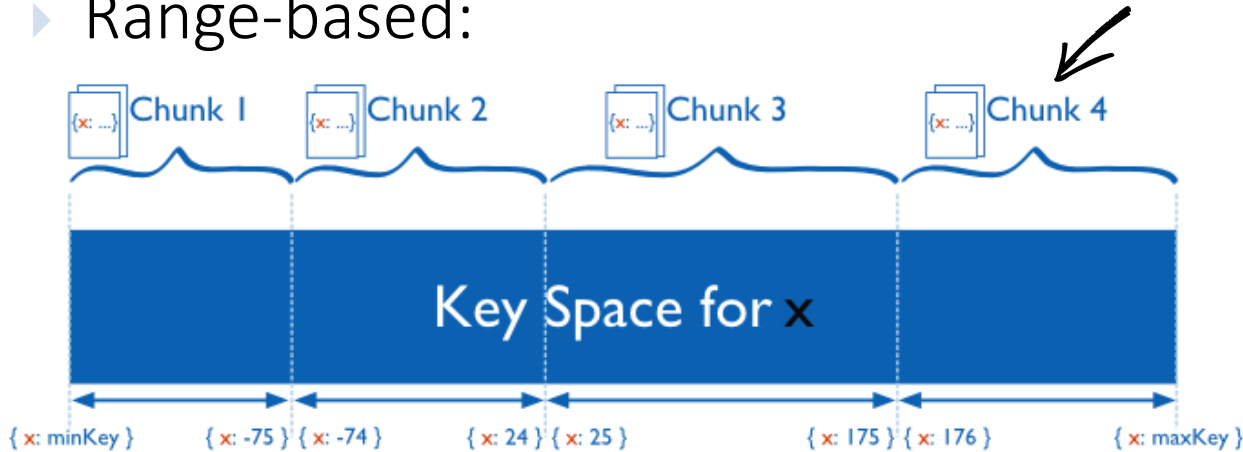 Range-based:
{x: ...} Chunk 1 {x: ...} Chunk 2 {x: ...} Chunk 3 {x: ...} Chunk 4
Key Space for x
{ x: minKey } { x: -75 } { x: -74 } { x: 24 } { x: 25 } { x: 175 } { x: 176 } { x: maxKey }